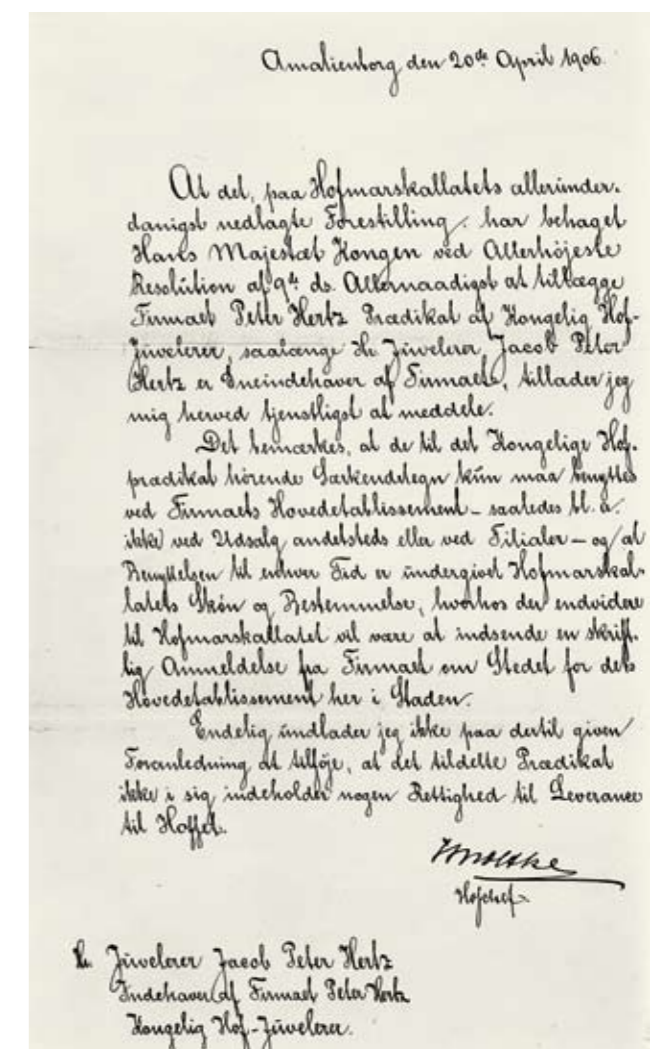 Amalienborg den 20de April 1906.
At det, paa Hofmarskallatets allerunder-
danigst nedlagte Forestilling, har behaget
Hans Majestæt Kongen ved Allerhöjeste
Resolution af 9de ds. Allernaadigst at tillægge
Firmaet Peter Hertz Prædikat af Kongelig Hof-
Juvelerer, saalænge Hr. Juvelerer Jacob Peter
Hertz er Eneindehaver af Firmaet, tillader jeg
mig herved tjenstligst at meddele.
Det bemærkes, at de til det Kongelige Hof-
prædikat hörende Særkendetegn kun maa benyttes
ved Firmaets Hovedetablissement – saaledes bl. a.
ikke ved Udsalg andetsteds eller ved Filialer – og at
Benyttelsen til enhver Tid er undergivet Hofmarskal-
latets Skön og Bestemmelse, hvorhos der endvidere
til Hofmarskallatet vil være at indsende en skrift-
lig Anmeldelse fra Firmaet om Stedet for dets
Hovedetablissement her i Staden.
Endelig undlader jeg ikke paa dertil given
Foranledning at tilföje, at det tildelte Prædikat
ikke i sig indeholder nogen Rettighed til Leverance
til Hoffet.
Moltke
Hofchef.
Hr. Juvelerer Jacob Peter Hertz
Indehaver af Firmaet Peter Hertz
Kongelig Hof-Juvelerer.